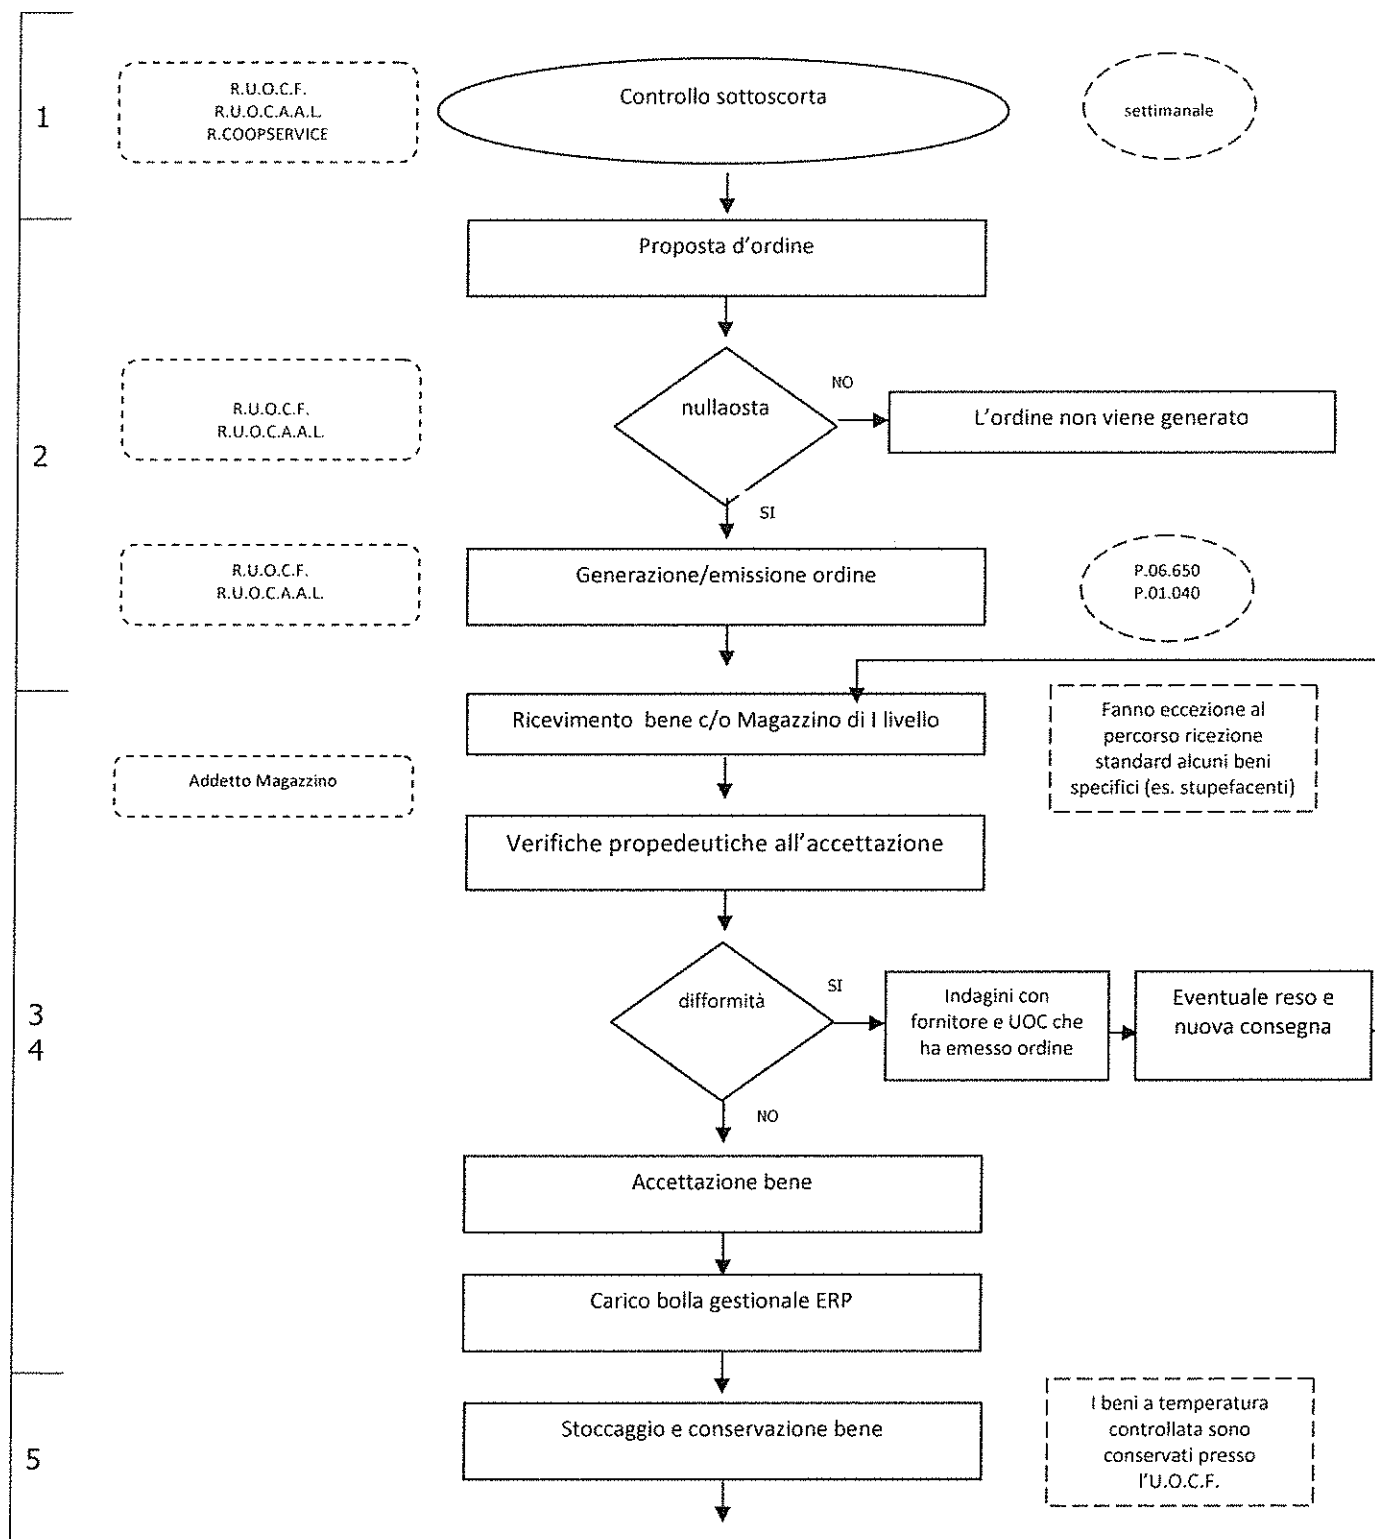 1
R.U.O.C.F.
R.U.O.C.A.A.L.
R.COOPSERVICE
Controllo sottoscorta
settimanale
Proposta d'ordine
2
R.U.O.C.F.
R.U.O.C.A.A.L.
nullaosta
NO
L'ordine non viene generato
SI
R.U.O.C.F.
R.U.O.C.A.A.L.
Generazione/emissione ordine
P.06.650
P.01.040
Ricevimento bene c/o Magazzino di I livello
Fanno eccezione al
percorso ricezione
standard alcuni beni
specifici (es. stupefacenti)
Addetto Magazzino
Verifiche propedeutiche all'accettazione
3
4
difformità
SI
Indagini con
fornitore e UOC che
ha emesso ordine
Eventuale reso e
nuova consegna
NO
Accettazione bene
Carico bolla gestionale ERP
5
Stoccaggio e conservazione bene
I beni a temperatura
controllata sono
conservati presso
l'U.O.C.F.